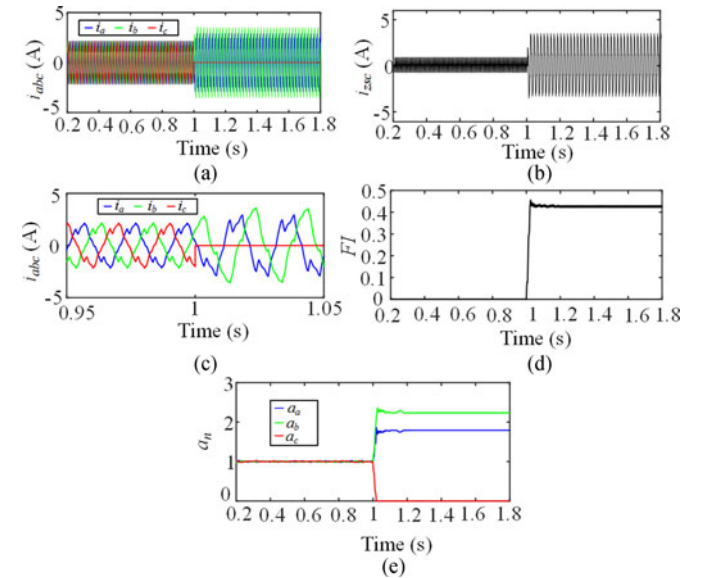 5
0
-5
i_abc (A)
i_a i_b i_c
0.2 0.4 0.6 0.8 1 1.2 1.4 1.6 1.8
Time (s)
(a)
5
0
-5
i_zsc (A)
0.2 0.4 0.6 0.8 1 1.2 1.4 1.6 1.8
Time (s)
(b)
5
0
-5
i_abc (A)
i_a i_b i_c
0.95 1 1.05
Time (s)
(c)
0.5
0.4
0.3
0.2
0.1
0
FI
0.2 0.4 0.6 0.8 1 1.2 1.4 1.6 1.8
Time (s)
(d)
3
2
1
0
a_n
a_a
a_b
a_c
0.2 0.4 0.6 0.8 1 1.2 1.4 1.6 1.8
Time (s)
(e)